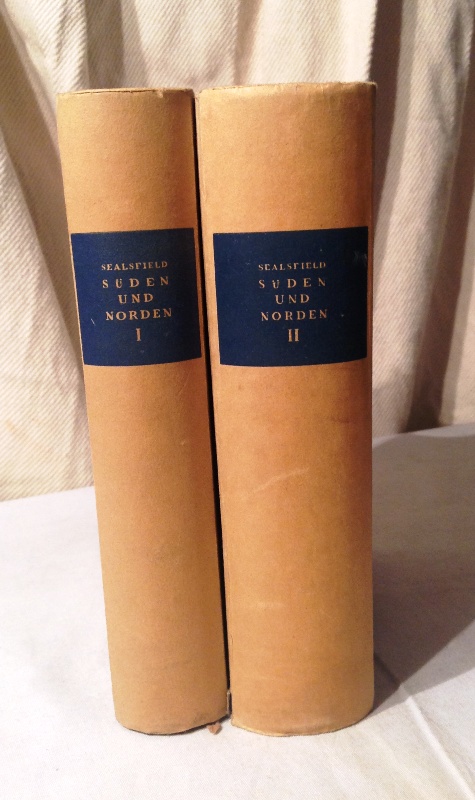 SEALSFIELD
SÜDEN
UND
NORDEN
I
SEALSFIELD
SÜDEN
UND
NORDEN
II